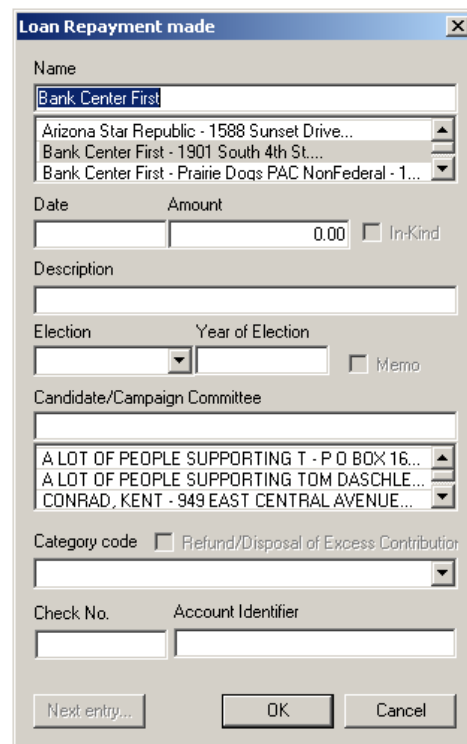 Loan Repayment made
Name
Bank Center First
Arizona Star Republic - 1588 Sunset Drive...
Bank Center First - 1901 South 4th St....
Bank Center First - Prairie Dogs PAC NonFederal - 1...
Date Amount
0.00 In-Kind
Description
Election Year of Election
Memo
Candidate/Campaign Committee
A LOT OF PEOPLE SUPPORTING T - P O BOX 16...
A LOT OF PEOPLE SUPPORTING TOM DASCHLE...
CONRAD, KENT - 949 EAST CENTRAL AVENUE...
Category code Refund/Disposal of Excess Contribution
Check No. Account Identifier
Next entry... OK Cancel